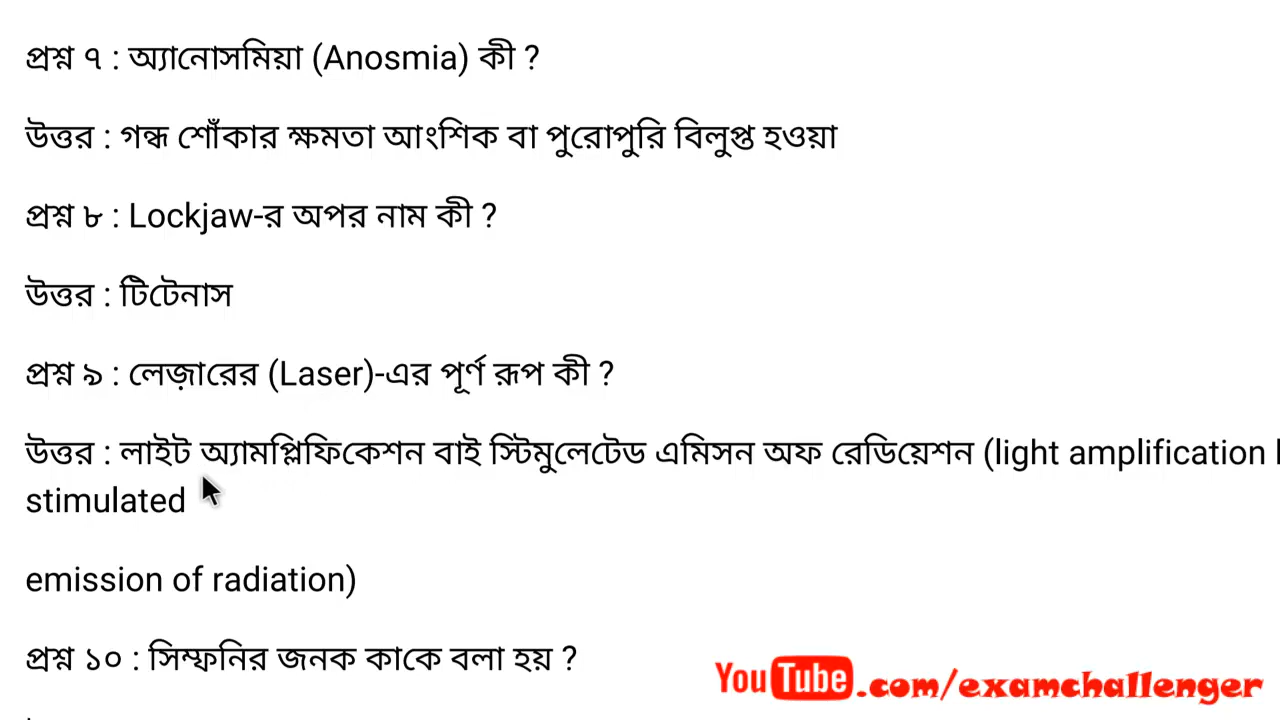 প্রশ্ন ৭ : অ্যানোসমিয়া (Anosmia) কী ?
উত্তর : গন্ধ শোঁকার ক্ষমতা আংশিক বা পুরোপুরি বিলুপ্ত হওয়া
প্রশ্ন ৮ : Lockjaw-র অপর নাম কী ?
উত্তর : টিটেনাস
প্রশ্ন ৯ : লেজ়ারের (Laser)-এর পূর্ণ রূপ কী ?
উত্তর : লাইট অ্যামপ্লিফিকেশন বাই স্টিমুলেটেড এমিসন অফ রেডিয়েশন (light amplification
stimulated
emission of radiation)
প্রশ্ন ১০ : সিম্ফনির জনক কাকে বলা হয় ?
YouTube.com/examchallenger